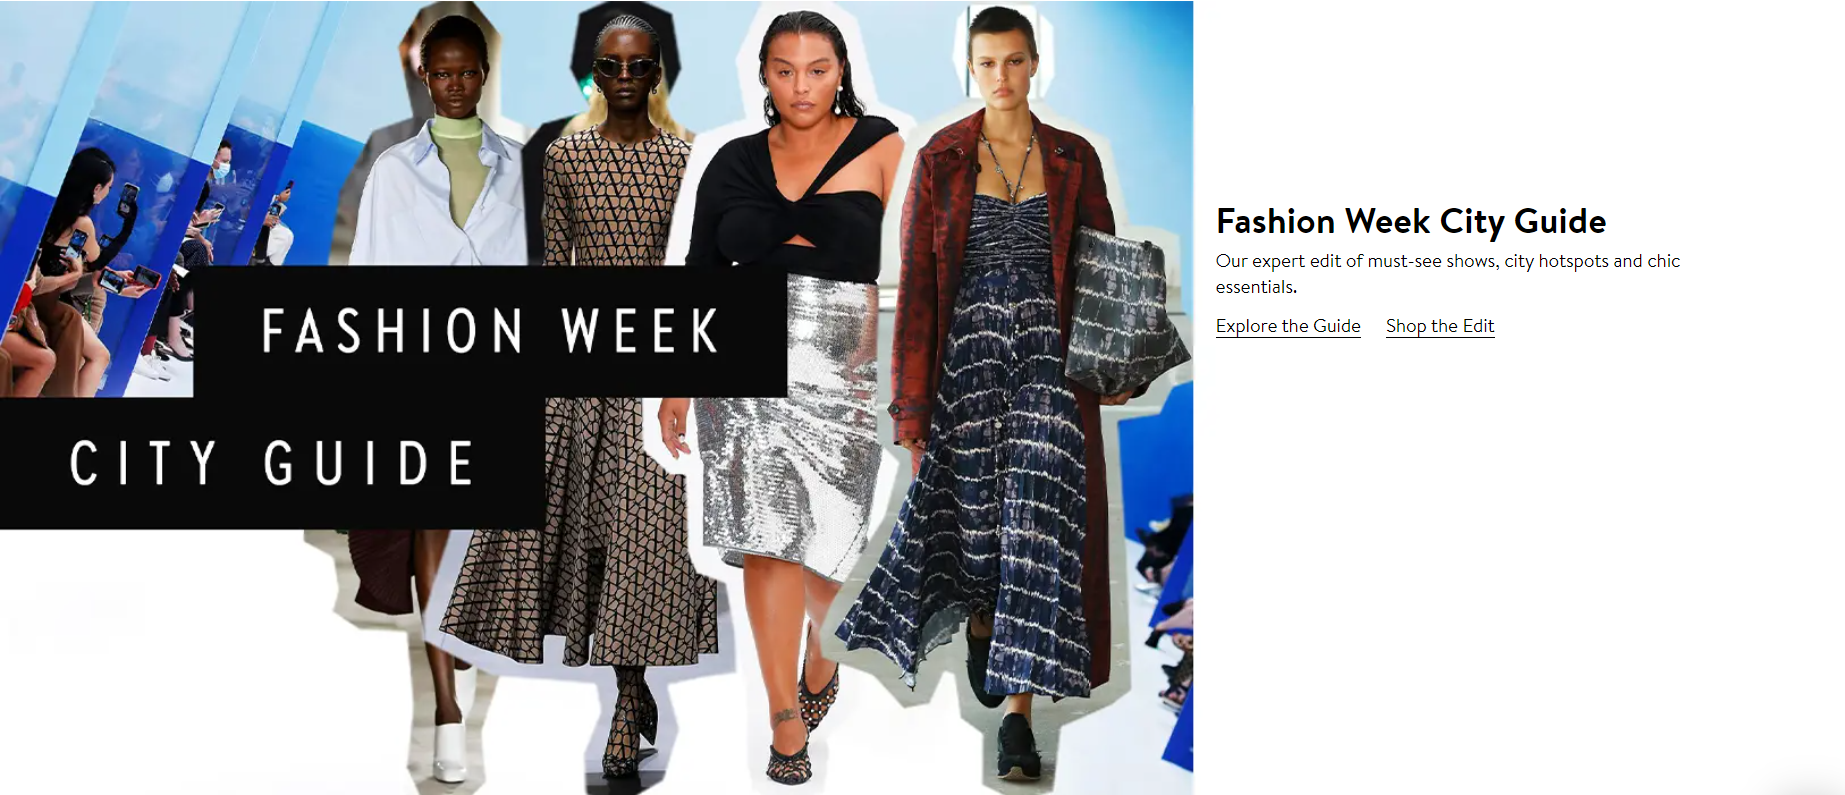 FASHION WEEK
CITY GUIDE
Fashion Week City Guide
Our expert edit of must-see shows, city hotspots and chic
essentials.
Explore the Guide Shop the Edit